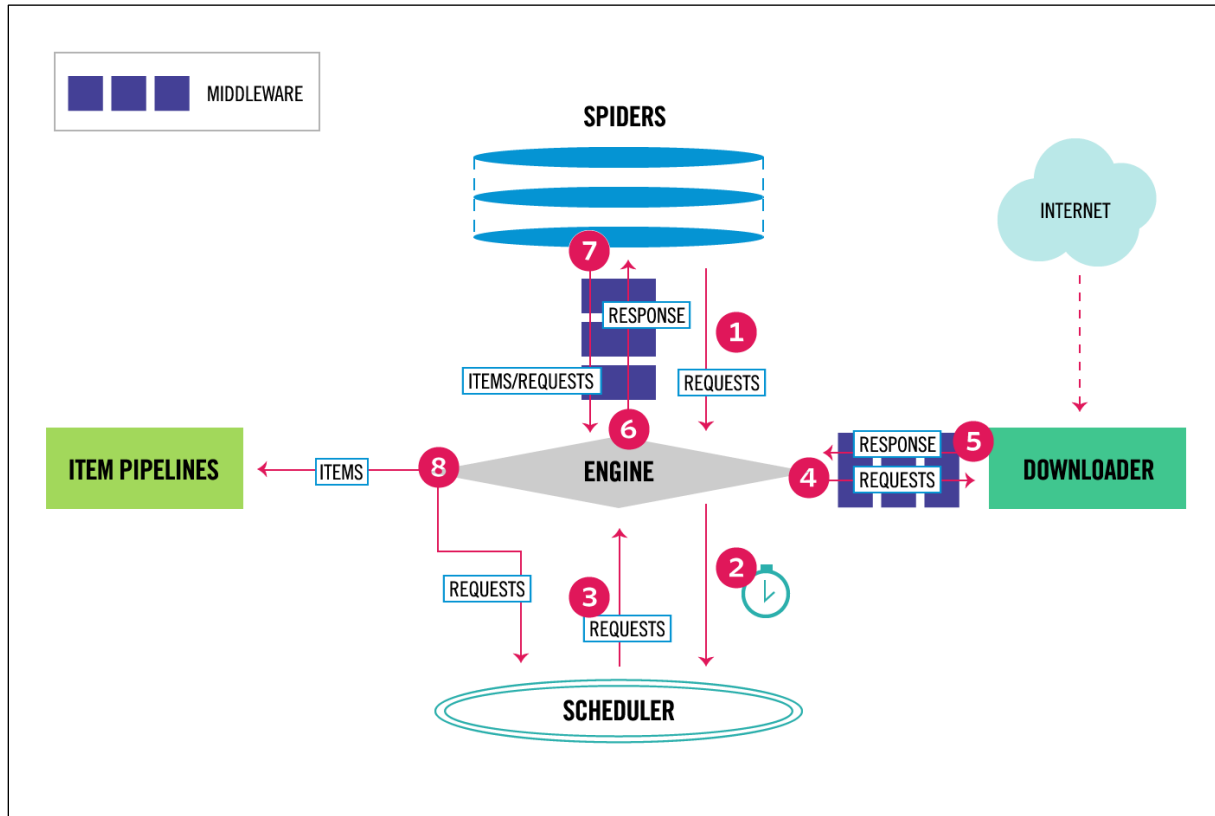 MIDDLEWARE
SPIDERS
INTERNET
7
RESPONSE
1
ITEMS/REQUESTS
REQUESTS
6
5
RESPONSE
ITEM PIPELINES
ITEMS
8
ENGINE
4
REQUESTS
DOWNLOADER
2
REQUESTS
3
REQUESTS
SCHEDULER